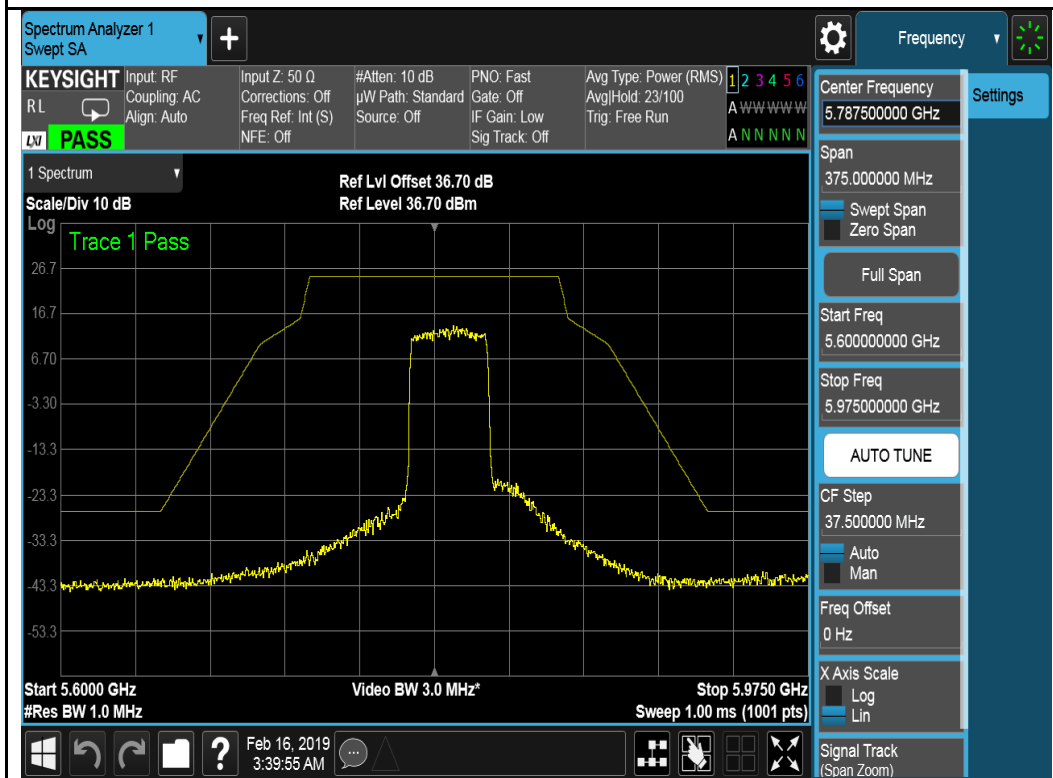 Spectrum Analyzer 1
Swept SA
+
Frequency
KEYSIGHT
RL
LXI PASS
Input: RF
Coupling: AC
Align: Auto
Input Z: 50 Ω
Corrections: Off
Freq Ref: Int (S)
NFE: Off
#Atten: 10 dB
µW Path: Standard
Source: Off
PNO: Fast
Gate: Off
IF Gain: Low
Sig Track: Off
Avg Type: Power (RMS)
Avg|Hold: 23/100
Trig: Free Run
1 2 3 4 5 6
A W W W W W
A N N N N N
1 Spectrum
Scale/Div 10 dB
Ref Lvl Offset 36.70 dB
Ref Level 36.70 dBm
Log
Trace 1 Pass
26.7
16.7
6.70
-3.30
-13.3
-23.3
-33.3
-43.3
-53.3
Start 5.6000 GHz
#Res BW 1.0 MHz
Video BW 3.0 MHz*
Stop 5.9750 GHz
Sweep 1.00 ms (1001 pts)
?
Feb 16, 2019
3:39:55 AM
Center Frequency
5.787500000 GHz
Settings
Span
375.000000 MHz
Swept Span
Zero Span
Full Span
Start Freq
5.600000000 GHz
Stop Freq
5.975000000 GHz
AUTO TUNE
CF Step
37.500000 MHz
Auto
Man
Freq Offset
0 Hz
X Axis Scale
Log
Lin
Signal Track
(Span Zoom)